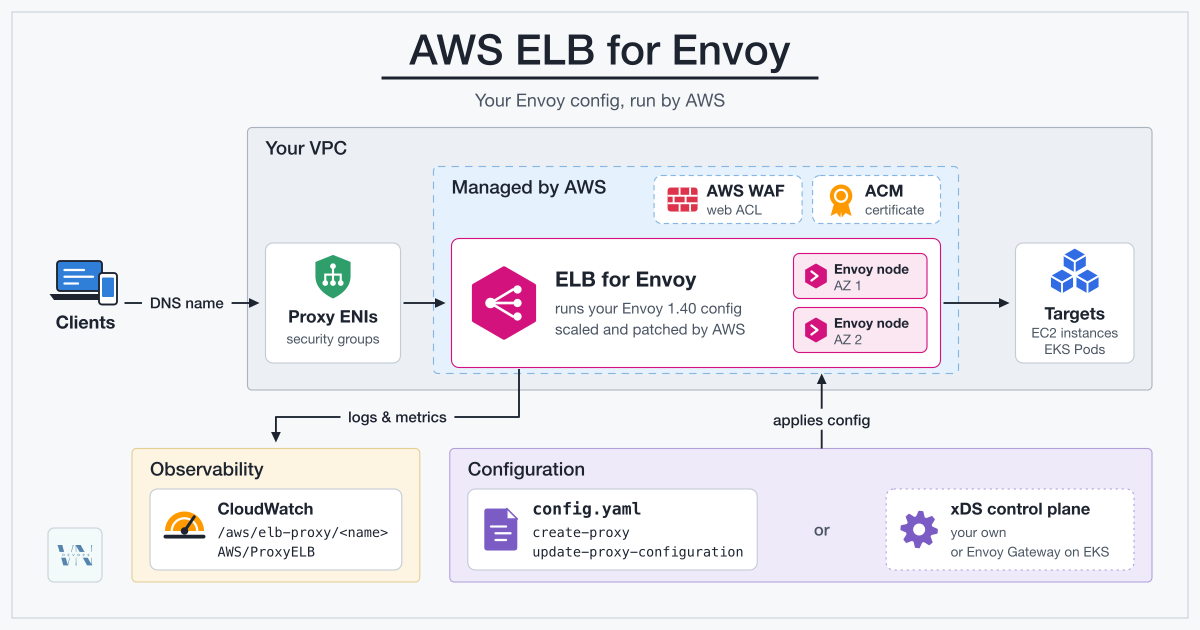 AWS ELB for Envoy
Your Envoy config, run by AWS
Your VPC
Managed by AWS
AWS WAF
web ACL
ACM
certificate
Clients
DNS name
Proxy ENIs
security groups
ELB for Envoy
runs your Envoy 1.40 config
scaled and patched by AWS
Envoy node
AZ 1
Envoy node
AZ 2
Targets
EC2 instances
EKS Pods
logs & metrics
applies config
Observability
CloudWatch
/aws/elb-proxy/<name>
AWS/ProxyELB
Configuration
config.yaml
create-proxy
update-proxy-configuration
or
xDS control plane
your own
or Envoy Gateway on EKS
VN